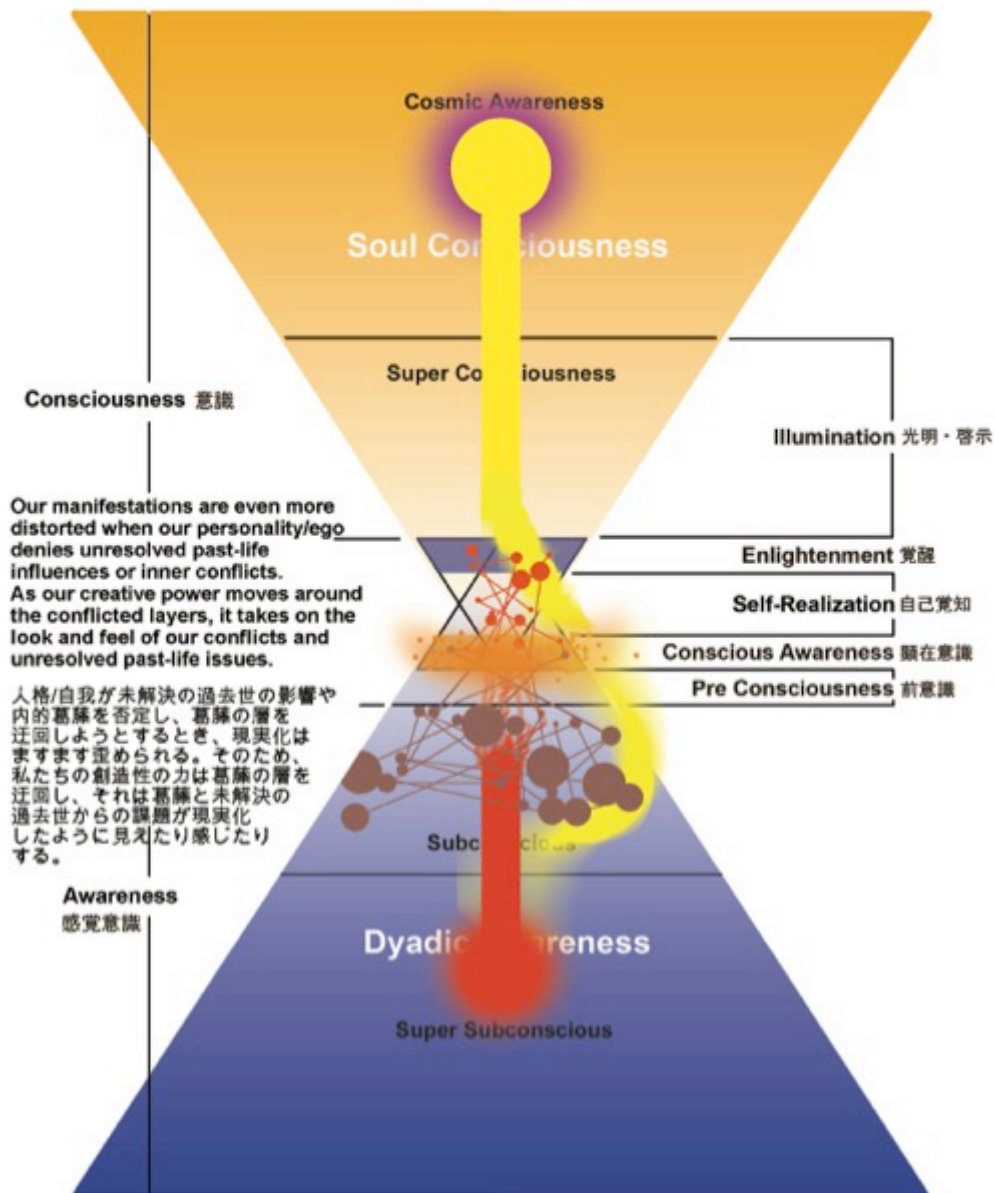 Cosmic Awareness
Soul Consciousness
Super Consciousness
Consciousness 意識
Illumination 光明・啓示
Our manifestations are even more
distorted when our personality/ego
denies unresolved past-life
influences or inner conflicts.
As our creative power moves around
the conflicted layers, it takes on the
look and feel of our conflicts and
unresolved past-life issues.
人格/自我が未解決の過去世の影響や
内的葛藤を否定し、葛藤の層を
迂回しようとするとき、現実化は
ますます歪められる。そのため、
私たちの創造性の力は葛藤の層を
迂回し、それは葛藤と未解決の
過去世からの課題が現実化
したように見えたり感じたり
する。
Enlightenment 覚醒
Self-Realization 自己覚知
Conscious Awareness 顕在意識
Pre Consciousness 前意識
Subconscious
Awareness
感覚意識
Dyadic Awareness
Super Subconscious